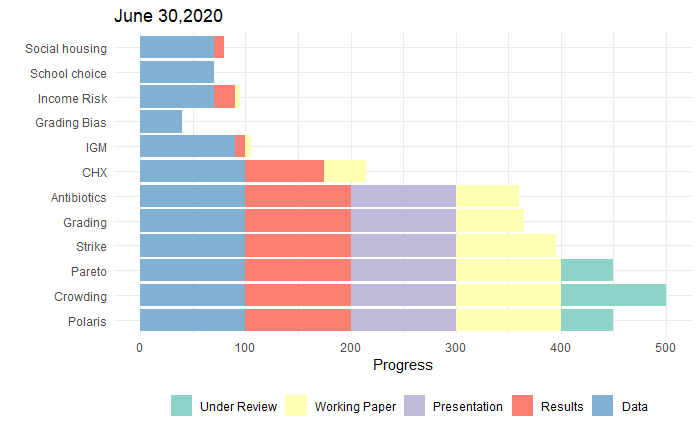 June 30,2020
Social housing
School choice
Income Risk
Grading Bias
IGM
CHX
Antibiotics
Grading
Strike
Pareto
Crowding
Polaris
0 100 200 300 400 500
Progress
Under Review Working Paper Presentation Results Data